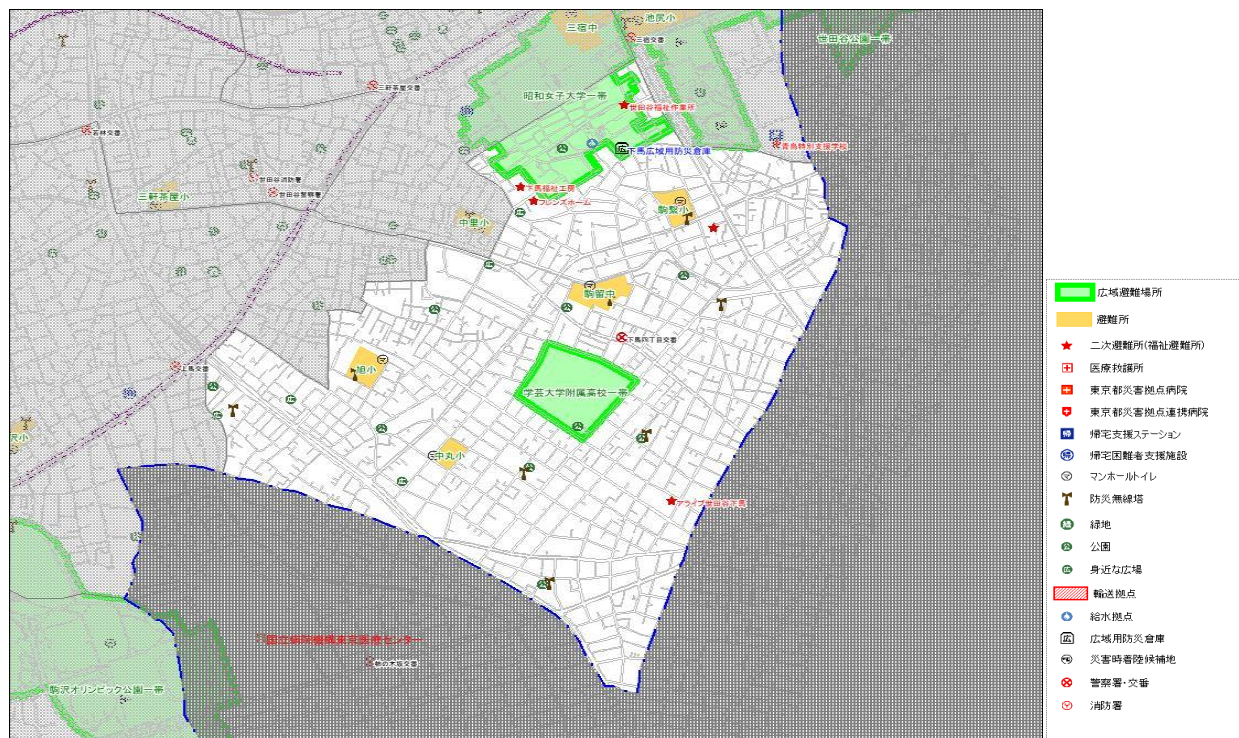 池尻小
三宿中
三宿交番
世田谷公園一帯
三軒茶屋交番
昭和女子大学一帯
世田谷福祉作業所
若林交番
下馬広域用防災倉庫
青鳥特別支援学校
世田谷消防署
世田谷警察署
三軒茶屋小
下馬福祉工房
フレンズホーム
中里小
駒繋小
駒留中
下馬四丁目交番
上馬交番
旭小
学芸大学附属高校一帯
中丸小
アライブ世田谷下馬
国立病院機構東京医療センター
駒沢オリンピック公園一帯
広域避難場所
避難所
二次避難所(福祉避難所)
医療救護所
東京都災害拠点病院
東京都災害拠点連携病院
帰宅支援ステーション
帰宅困難者支援施設
マンホールトイレ
防災無線塔
緑地
公園
身近な広場
輸送拠点
給水拠点
広域用防災倉庫
災害時着陸候補地
警察署・交番
消防署